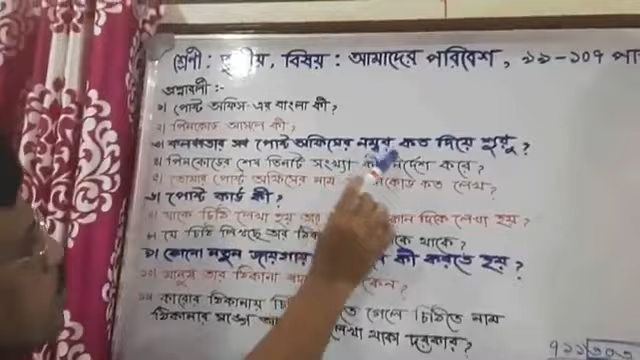 শ্রেণী : তৃতীয়, বিষয় : আমাদের পরিবেশ, ১১-১০৭ পা
প্রশ্নাবলী :-
১) পোস্ট অফিস-এর বাংলা কী?
২) পিনকোড আসলে কী?
৩) কলকাতার সব পোস্ট অফিসের নম্বর কত দিয়ে শুরু?
৪) পিনকোডের শেষ তিনটি সংখ্যা কী নির্দেশ করে?
৫) তোমার পোস্ট অফিসের নাম নকোড কত লেখ?
৬) পোস্ট কার্ড কী?
৭) যাকে চিঠি লেখা হয় তার কোন দিকে লেখা হয়?
৮) যে চিঠি লিখছে তার ঠিকা কে থাকে?
৯) কোনো নতুন জায়গার কী করতে হয়?
১০) মানুষ তার ঠিকানা কেন?
১১) কারোর ঠিকানায় চি তে গেলে চিঠিতে নাম
ঠিকানার সঙ্গে আ লেখা থাকা দরকার?